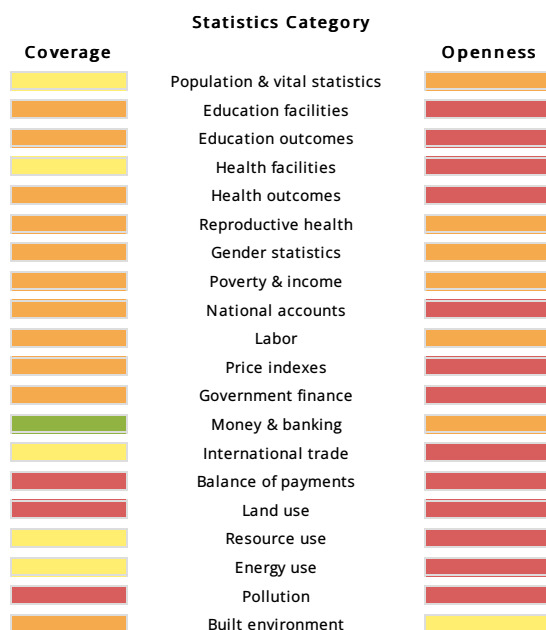 Statistics Category
Coverage Openness
Population & vital statistics
Education facilities
Education outcomes
Health facilities
Health outcomes
Reproductive health
Gender statistics
Poverty & income
National accounts
Labor
Price indexes
Government finance
Money & banking
International trade
Balance of payments
Land use
Resource use
Energy use
Pollution
Built environment